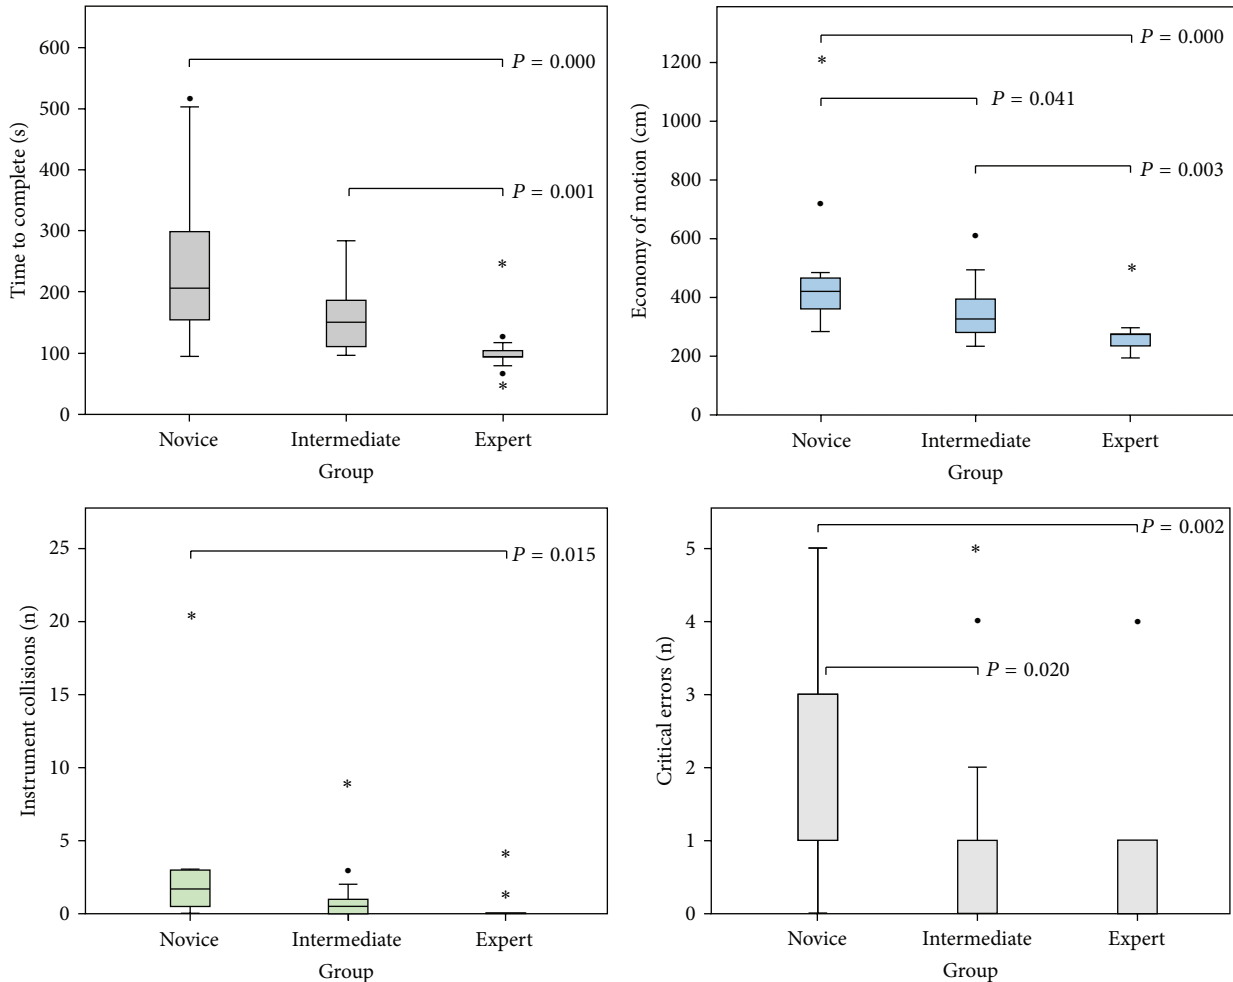 Time to complete (s)
600
500
400
300
200
100
0
P = 0.000
P = 0.001
*
*
Novice
Intermediate
Expert
Group
Economy of motion (cm)
1200
1000
800
600
400
200
0
P = 0.000
*
P = 0.041
P = 0.003
*
Novice
Intermediate
Expert
Group
Instrument collisions (n)
25
20
15
10
5
0
P = 0.015
*
*
*
*
Novice
Intermediate
Expert
Group
Critical errors (n)
5
4
3
2
1
0
P = 0.002
*
P = 0.020
Novice
Intermediate
Expert
Group